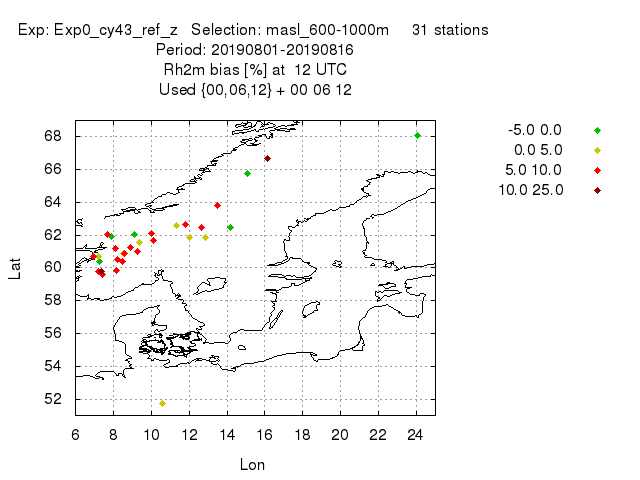 Exp: Exp0_cy43_ref_z Selection: masl_600-1000m 31 stations
Period: 20190801-20190816
Rh2m bias [%] at 12 UTC
Used {00,06,12} + 00 06 12
-5.0 0.0
0.0 5.0
5.0 10.0
10.0 25.0
68
66
64
62
60
58
56
54
52
Lat
6 8 10 12 14 16 18 20 22 24
Lon